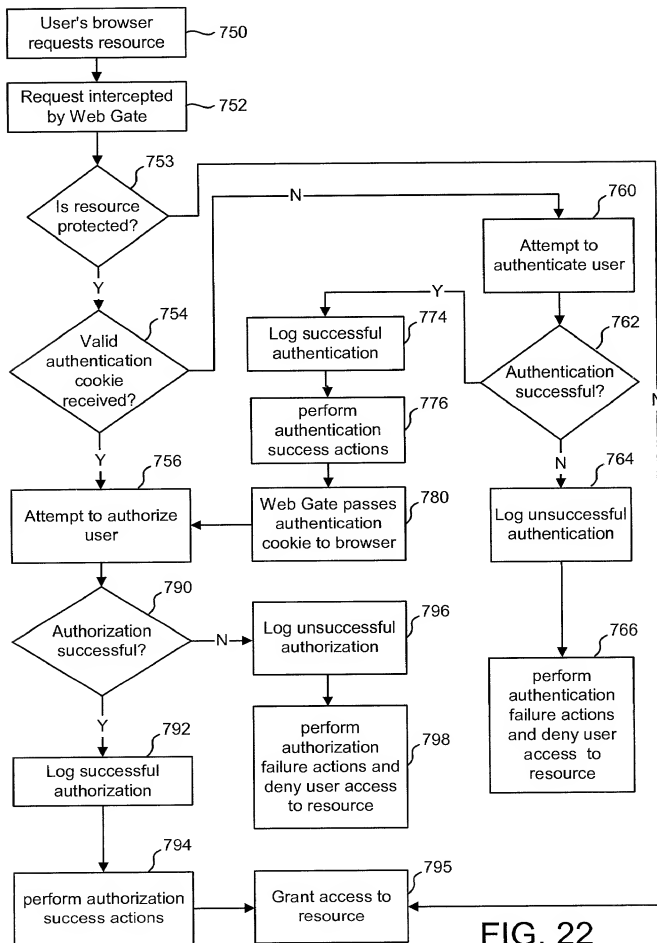 User's browser
requests resource
750
Request intercepted
by Web Gate
752
753
Is resource
protected?
N
Y
754
Valid
authentication
cookie
received?
N
Y
760
Attempt to
authenticate user
762
Authentication
successful?
Y
N
774
Log successful
authentication
776
perform
authentication
success actions
780
Web Gate passes
authentication
cookie to browser
764
Log unsuccessful
authentication
766
perform
authentication
failure actions
and deny user
access to
resource
756
Attempt to authorize
user
790
Authorization
successful?
N
Y
796
Log unsuccessful
authorization
798
perform
authorization
failure actions and
deny user access
to resource
792
Log successful
authorization
794
perform authorization
success actions
795
Grant access to
resource
FIG. 22